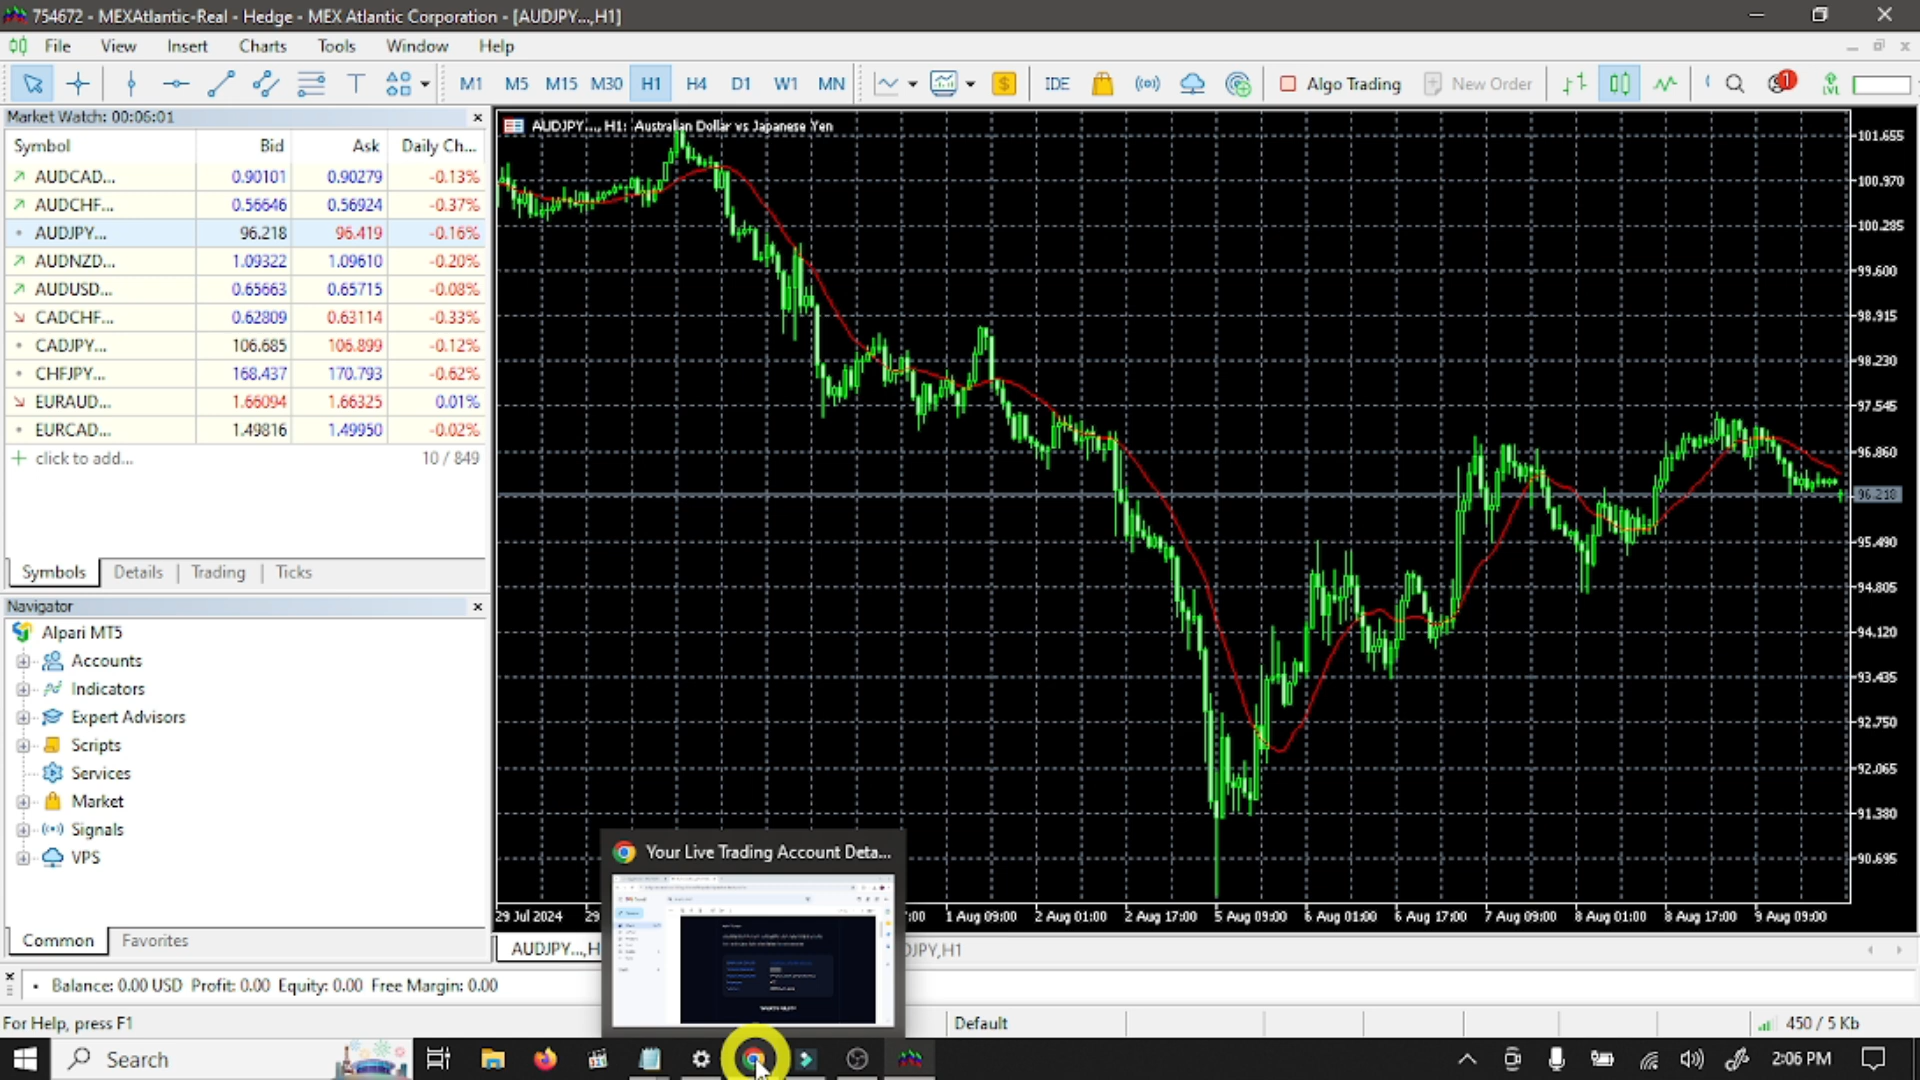 754672 - MEXAtlantic-Real - Hedge - MEX Atlantic Corporation - [AUDJPY...,H1]
File View Insert Charts Tools Window Help
M1 M5 M15 M30 H1 H4 D1 W1 MN IDE Algo Trading New Order 1 LVL
Market Watch: 00:06:01
Symbol Bid Ask Daily Ch...
AUDCAD... 0.90101 0.90279 -0.13%
AUDCHF... 0.56646 0.56924 -0.37%
AUDJPY... 96.218 96.419 -0.16%
AUDNZD... 1.09322 1.09610 -0.20%
AUDUSD... 0.65663 0.65715 -0.08%
CADCHF... 0.62809 0.63114 -0.33%
CADJPY... 106.685 106.899 -0.12%
CHFJPY... 168.437 170.793 -0.62%
EURAUD... 1.66094 1.66325 0.01%
EURCAD... 1.49816 1.49950 -0.02%
click to add... 10 / 849
Symbols Details Trading Ticks
Navigator
Alpari MT5
Accounts
Indicators
Expert Advisors
Scripts
Services
Market
Signals
VPS
Common Favorites
AUDJPY..., H1: Australian Dollar vs Japanese Yen
101.655
100.970
100.285
99.600
98.915
98.230
97.545
96.860
96.218
95.490
94.805
94.120
93.435
92.750
92.065
91.380
90.695
29 Jul 2024 29 7:00 1 Aug 09:00 2 Aug 01:00 2 Aug 17:00 5 Aug 09:00 6 Aug 01:00 6 Aug 17:00 7 Aug 09:00 8 Aug 01:00 8 Aug 17:00 9 Aug 09:00
AUDJPY...,H DJPY,H1
Your Live Trading Account Deta...
Balance: 0.00 USD Profit: 0.00 Equity: 0.00 Free Margin: 0.00
For Help, press F1 Default 450 / 5 Kb
Search 2:06 PM